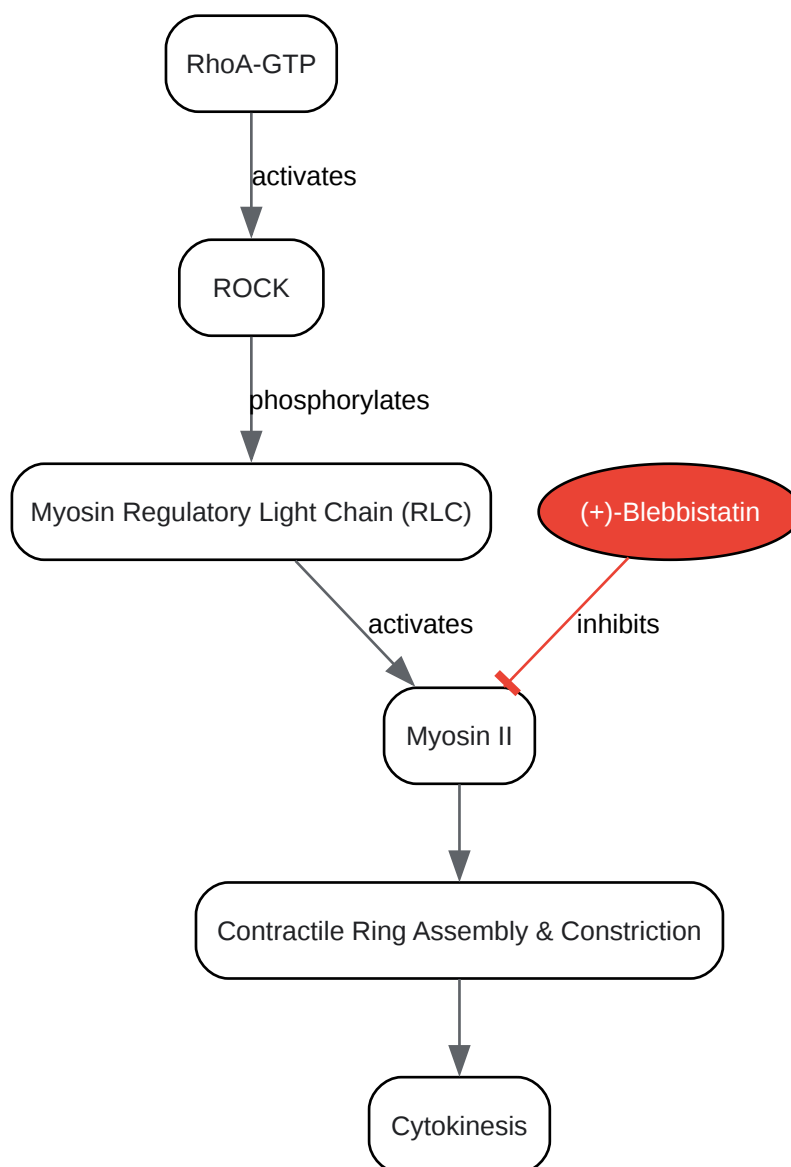 RhoA-GTP
activates
ROCK
phosphorylates
Myosin Regulatory Light Chain (RLC)
(+)-Blebbistatin
activates
inhibits
Myosin II
Contractile Ring Assembly & Constriction
Cytokinesis